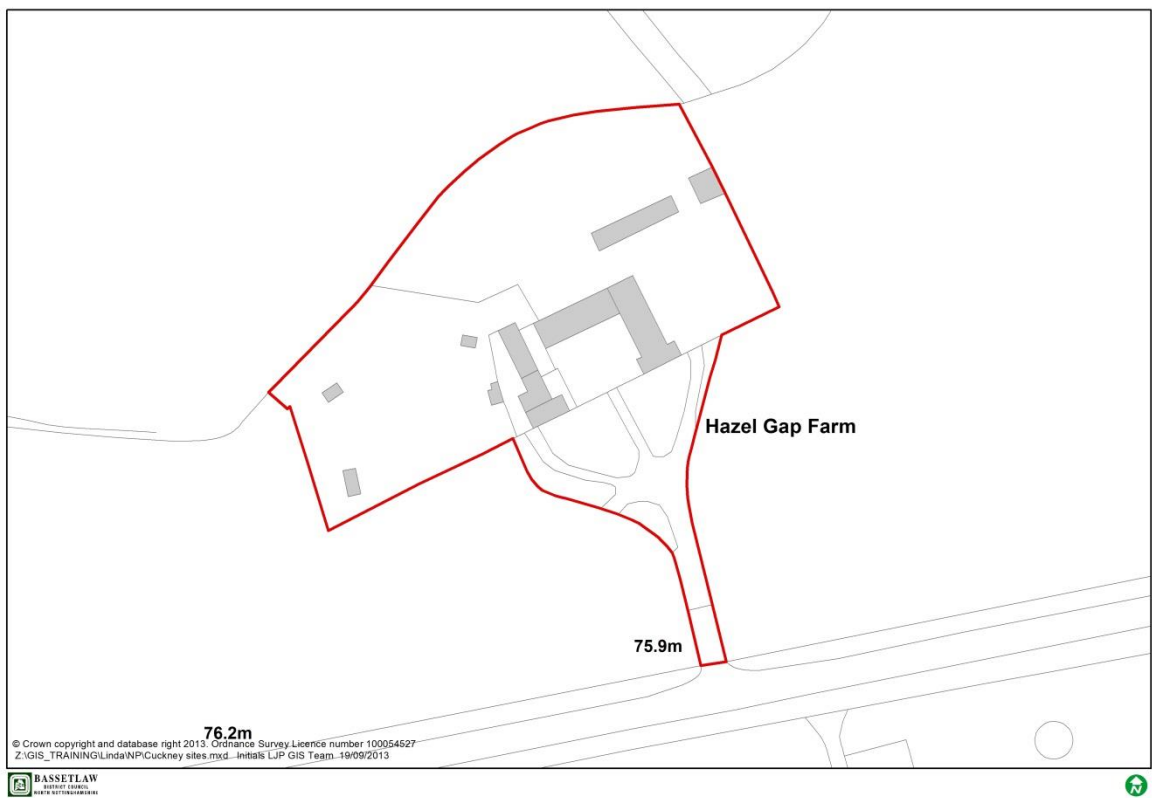 Hazel Gap Farm
75.9m
76.2m
© Crown copyright and database right 2013. Ordnance Survey Licence number 100054527
Z:\GIS_TRAINING\Linda\NP\Cuckney sites.mxd Initials LJP GIS Team 19/09/2013
BASSETLAW
DISTRICT COUNCIL
NORTH NOTTINGHAMSHIRE
N